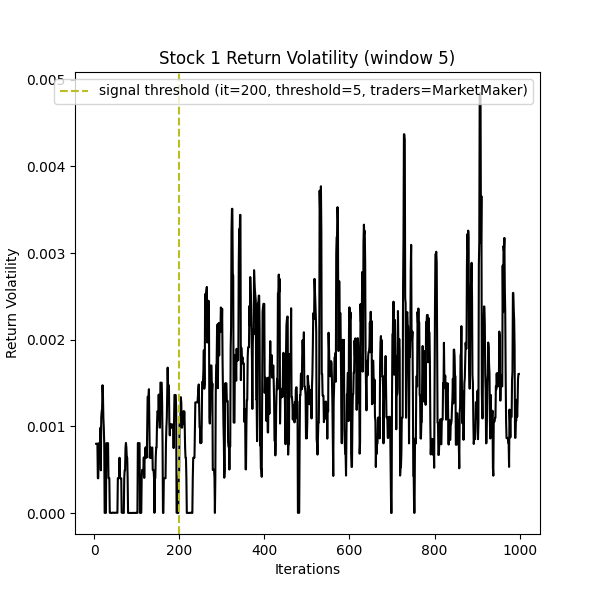 Stock 1 Return Volatility (window 5)
0.005
signal threshold (it=200, threshold=5, traders=MarketMaker)
0.004
0.003
0.002
0.001
0.000
Return Volatility
0 200 400 600 800 1000
Iterations